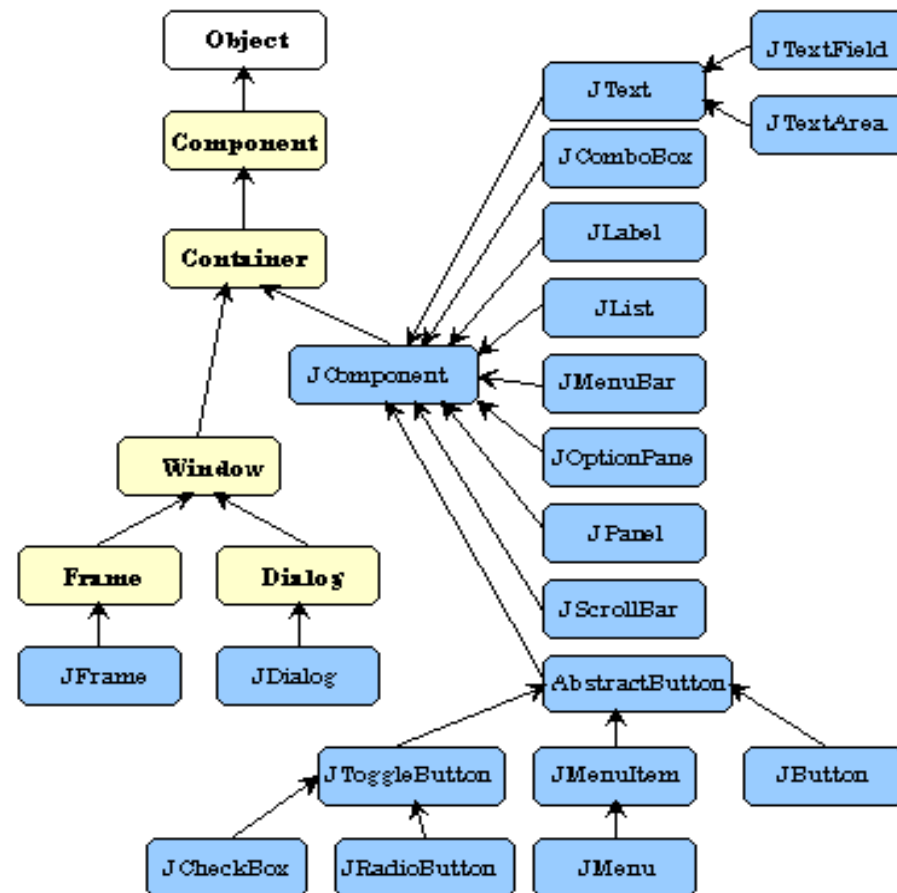 Object
JTextField
JText
Component
JTextArea
JComboBox
JLabel
Container
JList
JComponent
JMenuBar
Window
JOptionPane
JPanel
Frame
Dialog
JScrollBar
JFrame
JDialog
AbstractButton
JToggleButton
JMenuItem
JButton
JCheckBox
JRadioButton
JMenu